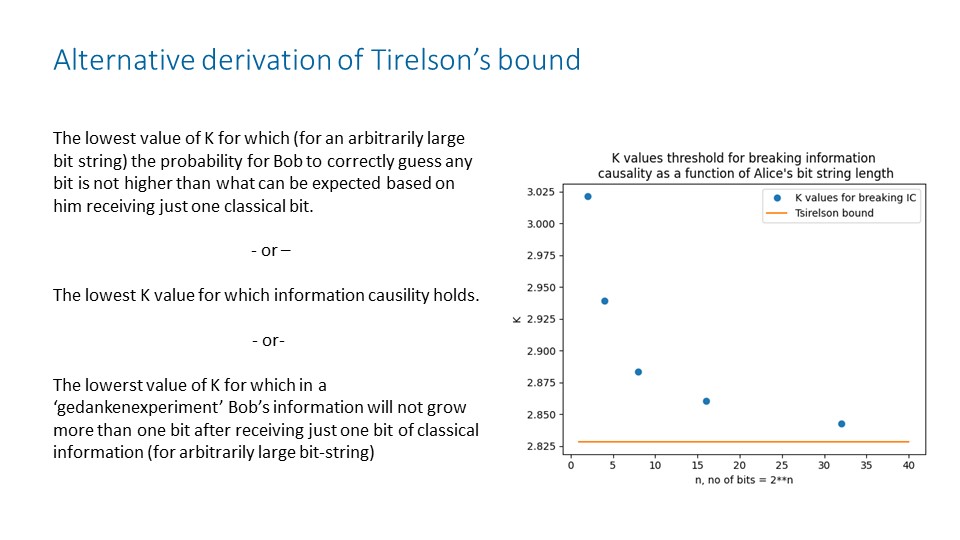 Alternative derivation of Tirelson’s bound
The lowest value of K for which (for an arbitrarily large
bit string) the probability for Bob to correctly guess any
bit is not higher than what can be expected based on
him receiving just one classical bit.
- or –
The lowest K value for which information causility holds.
- or-
The lowerst value of K for which in a
‘gedankenexperiment’ Bob’s information will not grow
more than one bit after receiving just one bit of classical
information (for arbitrarily large bit-string)
K values threshold for breaking information
causality as a function of Alice's bit string length
K values for breaking IC
Tsirelson bound
3.025
3.000
2.975
2.950
2.925
2.900
2.875
2.850
2.825
K
0 5 10 15 20 25 30 35 40
n, no of bits = 2**n